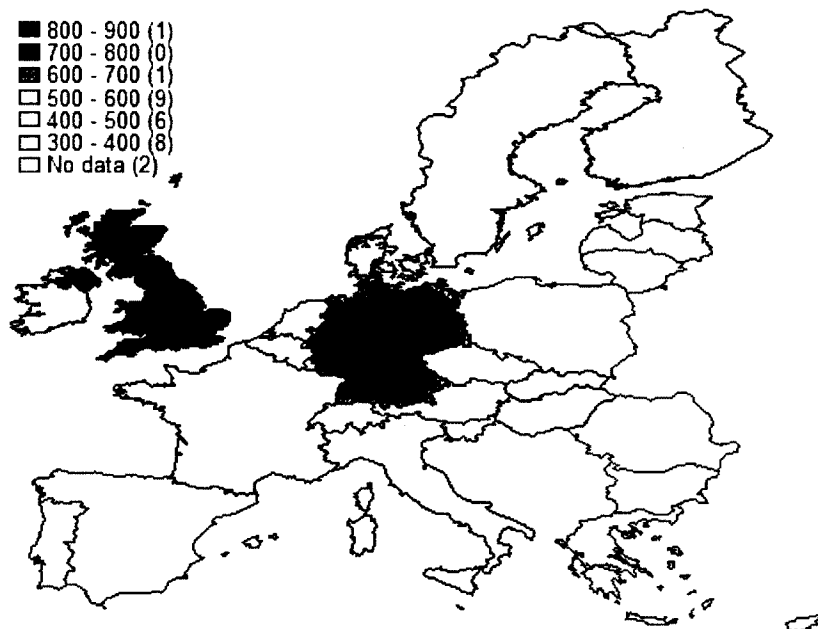 800 - 900 (1)
700 - 800 (0)
600 - 700 (1)
500 - 600 (9)
400 - 500 (6)
300 - 400 (8)
No data (2)